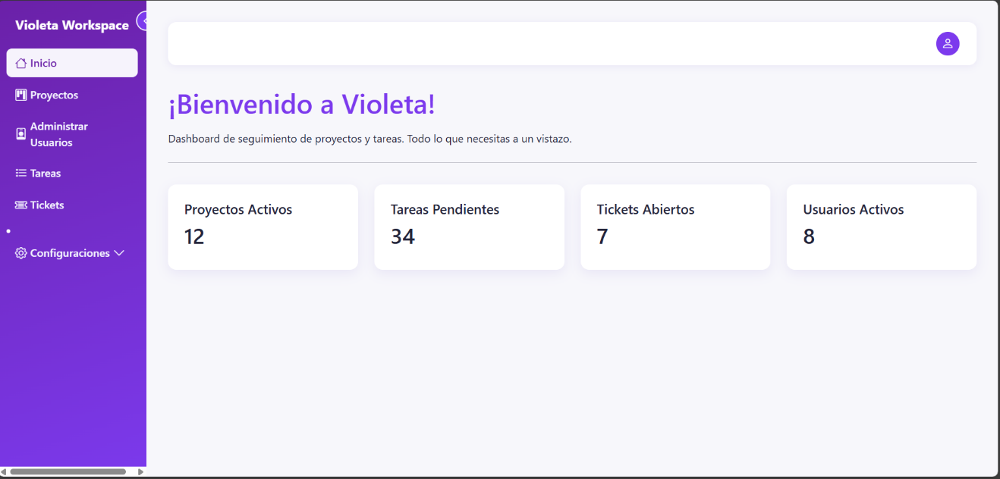 Violeta Workspace
Inicio
Proyectos
Administrar
Usuarios
Tareas
Tickets
Configuraciones
¡Bienvenido a Violeta!
Dashboard de seguimiento de proyectos y tareas. Todo lo que necesitas a un vistazo.
Proyectos Activos
12
Tareas Pendientes
34
Tickets Abiertos
7
Usuarios Activos
8